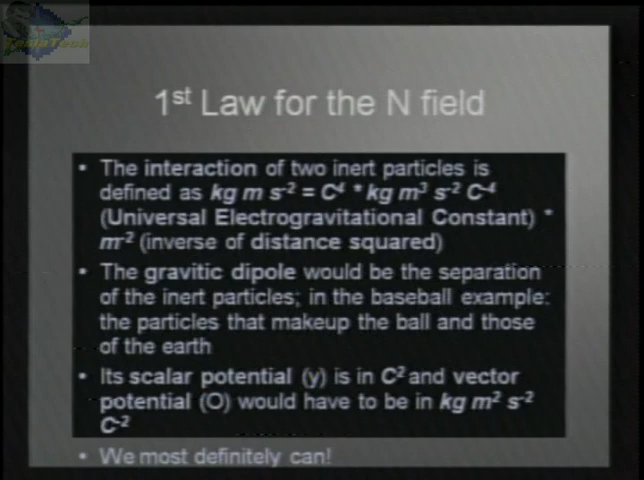 TeslaTech
1st Law for the N field
• The interaction of two inert particles is
defined as kg m s-2 = C4 * kg m3 s-2 C-4
(Universal Electrogravitational Constant) *
m-2 (inverse of distance squared)
• The gravitic dipole would be the separation
of the inert particles; in the baseball example:
the particles that makeup the ball and those
of the earth
• Its scalar potential (y) is in C2 and vector
potential (O) would have to be in kg m2 s-2
C-2
• We most definitely can!